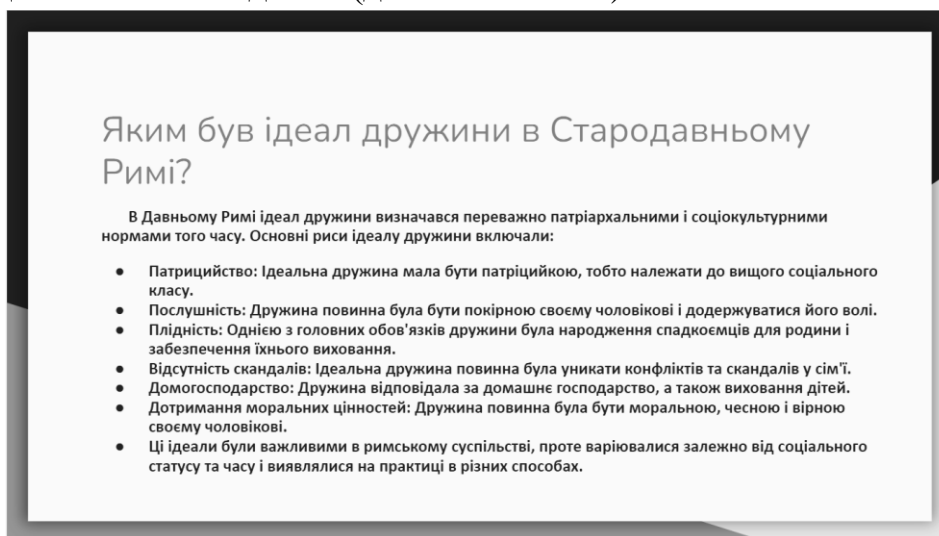 Яким був ідеал дружини в Стародавньому
Римі?
В Давньому Римі ідеал дружини визначався переважно патріархальними і соціокультурними
нормами того часу. Основні риси ідеалу дружини включали:
● Патрицийство: Ідеальна дружина мала бути патріцийкою, тобто належати до вищого соціального
класу.
● Послушність: Дружина повинна була бути покірною своєму чоловікові і додержуватися його волі.
● Плідність: Однією з головних обов'язків дружини була народження спадкоємців для родини і
забезпечення їхнього виховання.
● Відсутність скандалів: Ідеальна дружина повинна була уникати конфліктів та скандалів у сім'ї.
● Домогосподарство: Дружина відповідала за домашнє господарство, а також виховання дітей.
● Дотримання моральних цінностей: Дружина повинна була бути моральною, чесною і вірною
своєму чоловікові.
● Ці ідеали були важливими в римському суспільстві, проте варіювалися залежно від соціального
статусу та часу і виявлялися на практиці в різних способах.